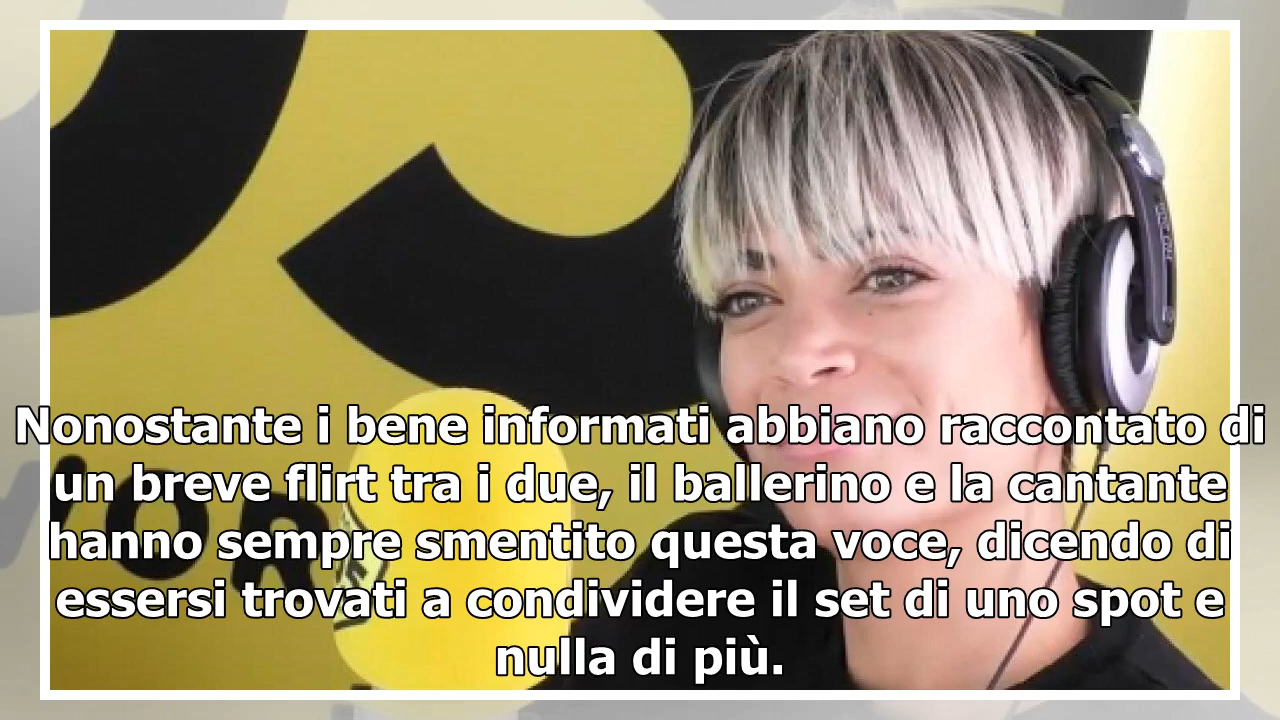 Nonostante i bene informati abbiano raccontato di
un breve flirt tra i due, il ballerino e la cantante
hanno sempre smentito questa voce, dicendo di
essersi trovati a condividere il set di uno spot e
nulla di più.